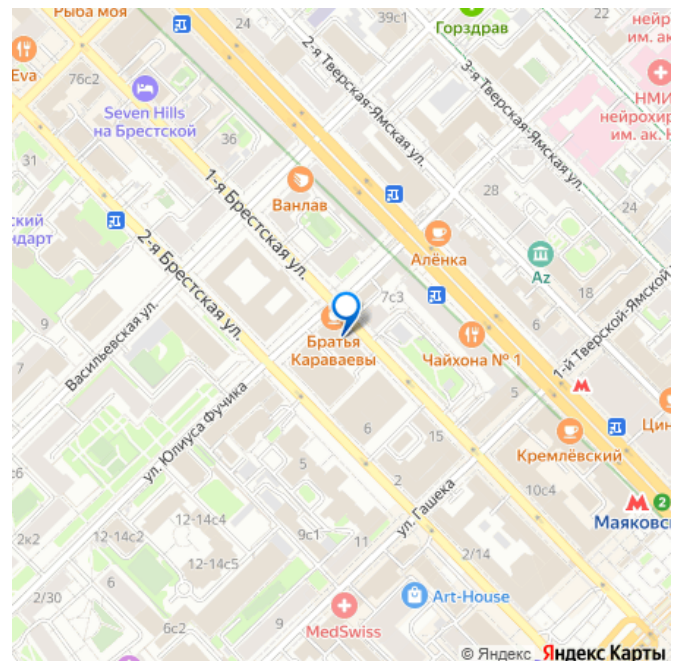 Рыба моя
24
39с1
Горздрав
22
нейр
им. ак
Eva
76с2
Seven Hills
на Брестской
2-я Тверская-Ямская ул.
3-я Тверская-Ямская ул.
НМИ
нейрохир
им. ак. Н
36
31
1-я Брестская ул.
Ванлав
28
24
ский
ндарт
2-я Брестская ул.
Алёнка
Az
18
7с3
9
Васильевская ул.
Братья
Караваевы
6
Чайхона № 1
1-й Тверской-Ямской
7
ул. Юлиуса Фучика
5
Цин
Кремлёвский
6
15
с6
5
2
10с4
2
Маяковс
12-14с4
ул. Гашека
2к2
12-14с2
9с1
11
12-14с5
2/14
6
2/30
Art-House
9
6с2
MedSwiss
© Яндекс Яндекс Карты